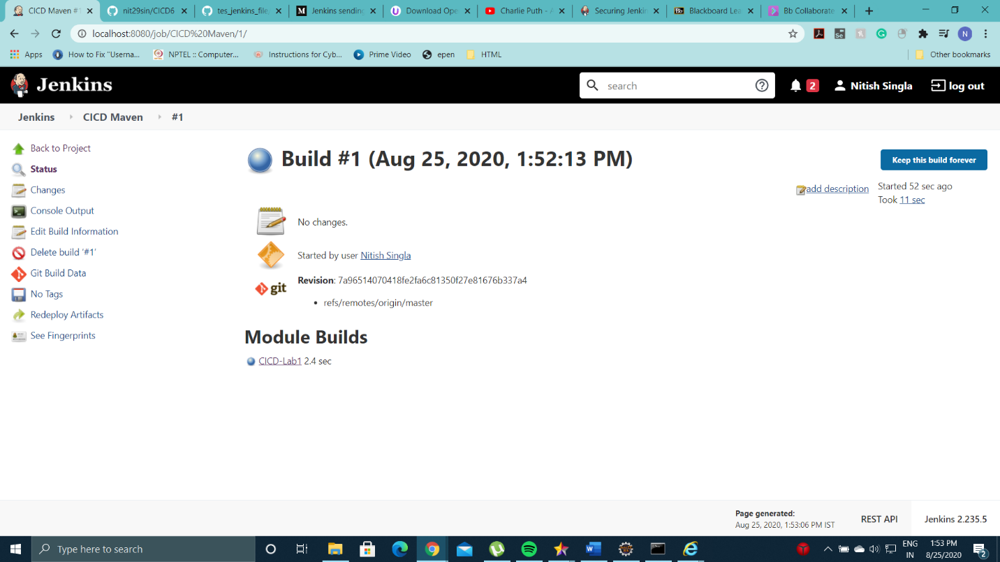 CICD Maven #1
nit29sin/CICD6
tes_jenkins_file
Jenkins sending
Download Ope
Charlie Puth - A
Securing Jenkin
Blackboard Lea
Bb Collaborate
localhost:8080/job/CICD%20Maven/1/
N
Apps
How to Fix "Userna...
NPTEL :: Computer...
Instructions for Cyb...
Prime Video
epen
HTML
Other bookmarks
Jenkins
search
2
Nitish Singla
log out
Jenkins
CICD Maven
#1
Back to Project
Status
Changes
Console Output
Edit Build Information
Delete build '#1'
Git Build Data
No Tags
Redeploy Artifacts
See Fingerprints
Build #1 (Aug 25, 2020, 1:52:13 PM)
Keep this build forever
add description
Started 52 sec ago
Took 11 sec
No changes.
Started by user Nitish Singla
git
Revision: 7a96514070418fe2fa6c81350f27e81676b337a4
refs/remotes/origin/master
Module Builds
CICD-Lab1 2.4 sec
Page generated:
Aug 25, 2020, 1:53:06 PM IST
REST API
Jenkins 2.235.5
Type here to search
ENG
IN
1:53 PM
8/25/2020
2